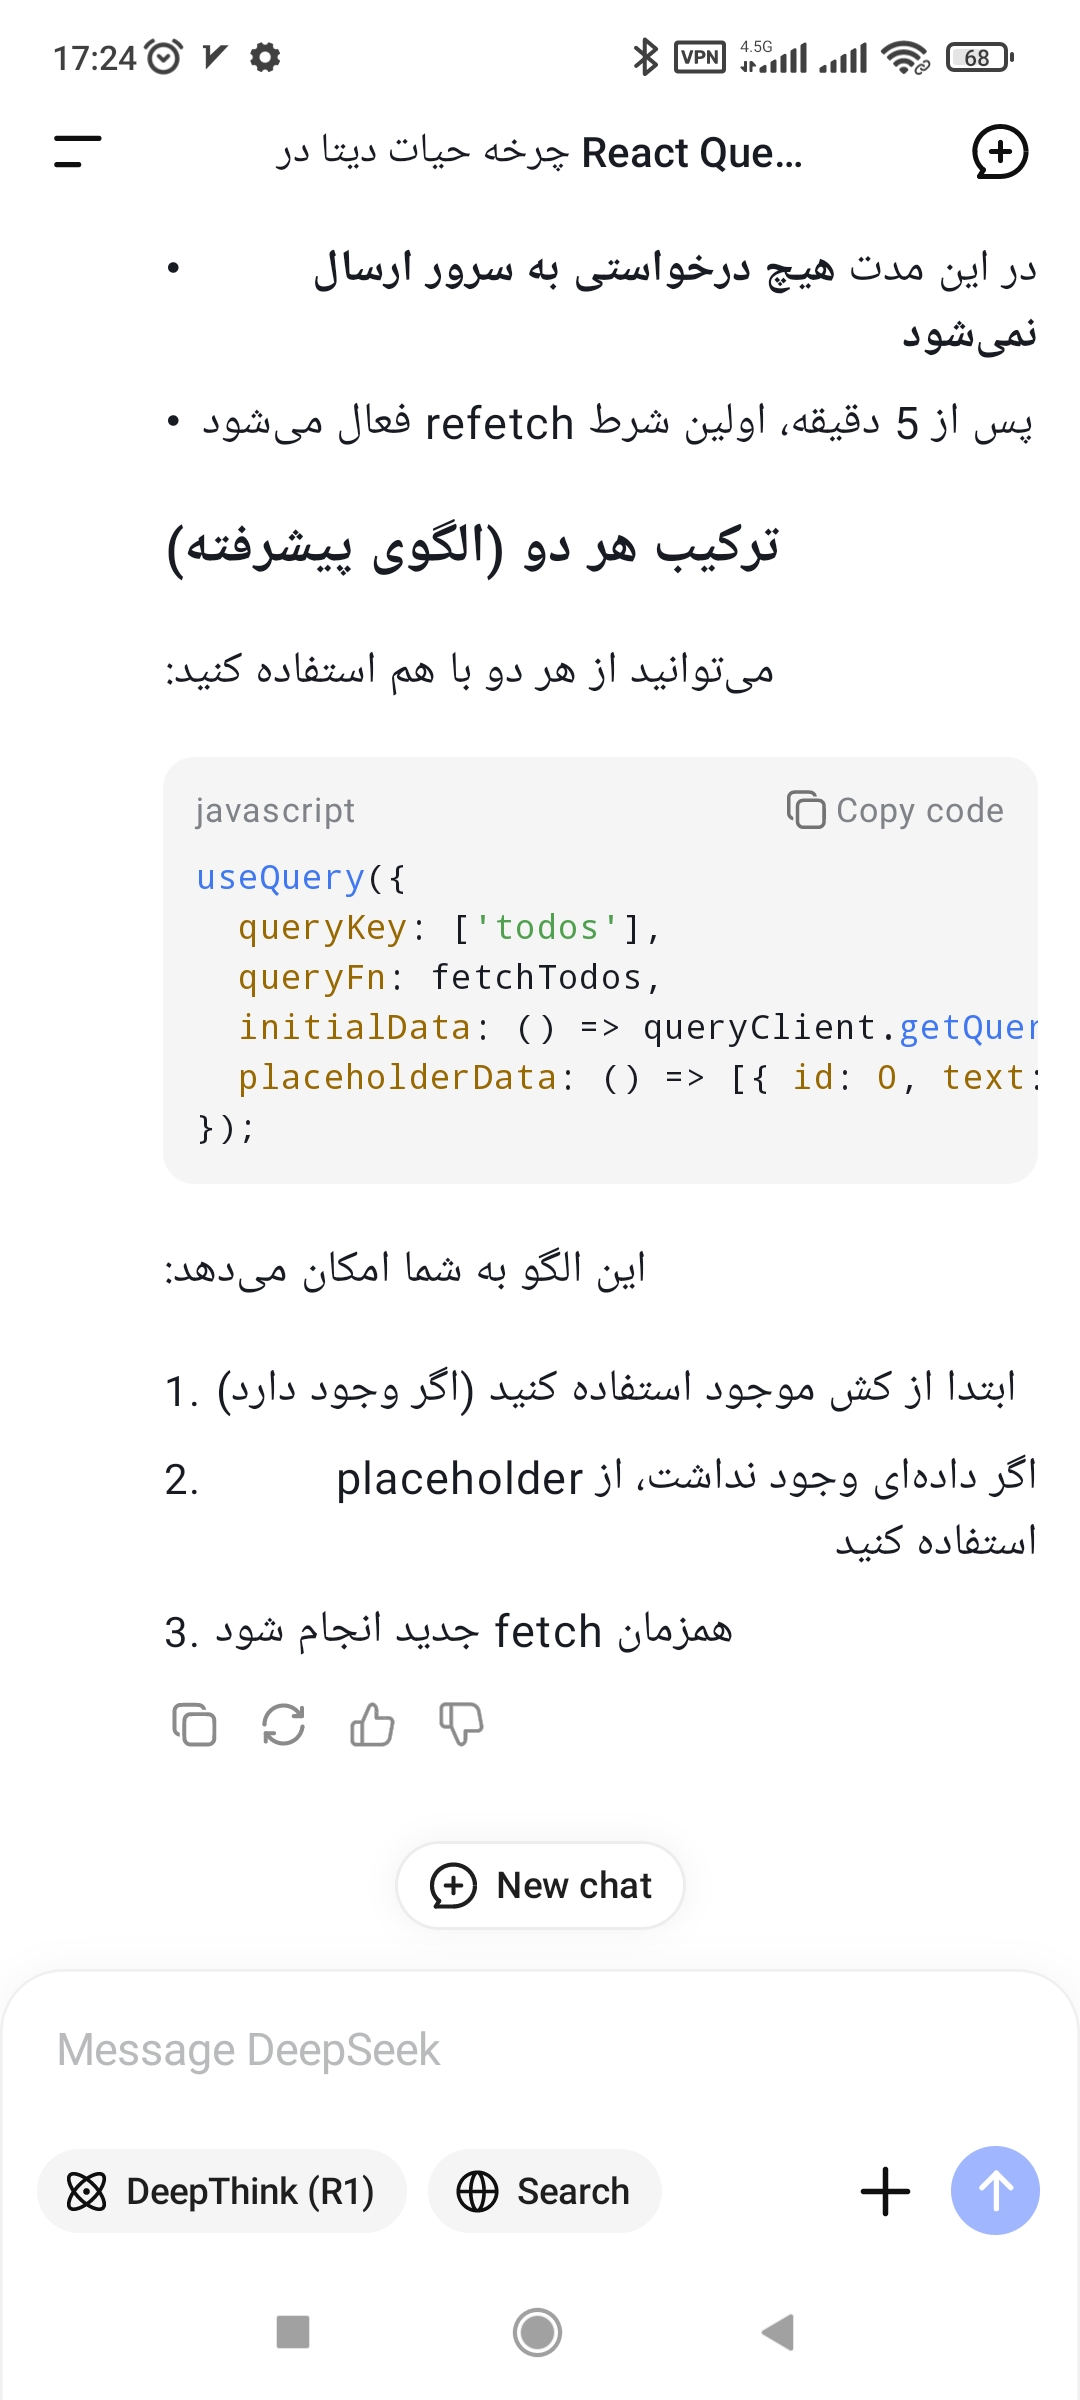 17:24
VPN 4.5G 68
چرخه حیات دیتا در React Que...
• در این مدت هیچ درخواستی به سرور ارسال
نمی‌شود
• پس از 5 دقیقه، اولین شرط refetch فعال می‌شود
ترکیب هر دو (الگوی پیشرفته)
می‌توانید از هر دو با هم استفاده کنید:
javascript Copy code
useQuery({
  queryKey: ['todos'],
  queryFn: fetchTodos,
  initialData: () => queryClient.getQuer
  placeholderData: () => [{ id: 0, text:
});
این الگو به شما امکان می‌دهد:
1. ابتدا از کش موجود استفاده کنید (اگر وجود دارد)
2. اگر داده‌ای وجود نداشت، از placeholder
استفاده کنید
3. همزمان fetch جدید انجام شود
New chat
Message DeepSeek
DeepThink (R1) Search